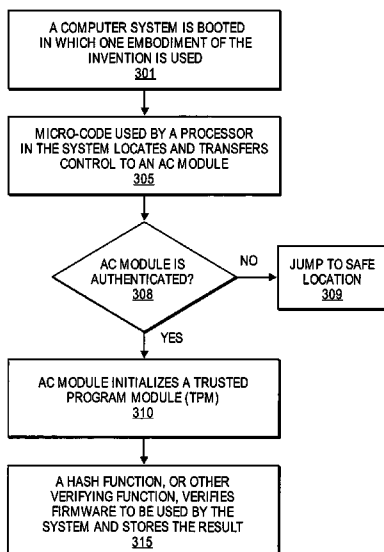 A COMPUTER SYSTEM IS BOOTED
IN WHICH ONE EMBODIMENT OF THE
INVENTION IS USED
301
MICRO-CODE USED BY A PROCESSOR
IN THE SYSTEM LOCATES AND TRANSFERS
CONTROL TO AN AC MODULE
305
AC MODULE IS
AUTHENTICATED?
308
NO
JUMP TO SAFE
LOCATION
309
YES
AC MODULE INITIALIZES A TRUSTED
PROGRAM MODULE (TPM)
310
A HASH FUNCTION, OR OTHER
VERIFYING FUNCTION, VERIFIES
FIRMWARE TO BE USED BY THE
SYSTEM AND STORES THE RESULT
315